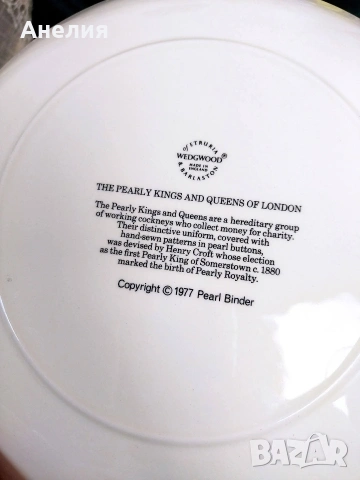 Анелия
OF ETRURIA
WEDGWOOD®
MADE IN
ENGLAND
& BARLASTON
THE PEARLY KINGS AND QUEENS OF LONDON
The Pearly Kings and Queens are a hereditary group
of working cockneys who collect money for charity.
Their distinctive uniform, covered with
hand-sewn patterns in pearl buttons,
was devised by Henry Croft whose election
as the first Pearly King of Somerstown c. 1880
marked the birth of Pearly Royalty.
Copyright © 1977 Pearl Binder
BAZAR
bg